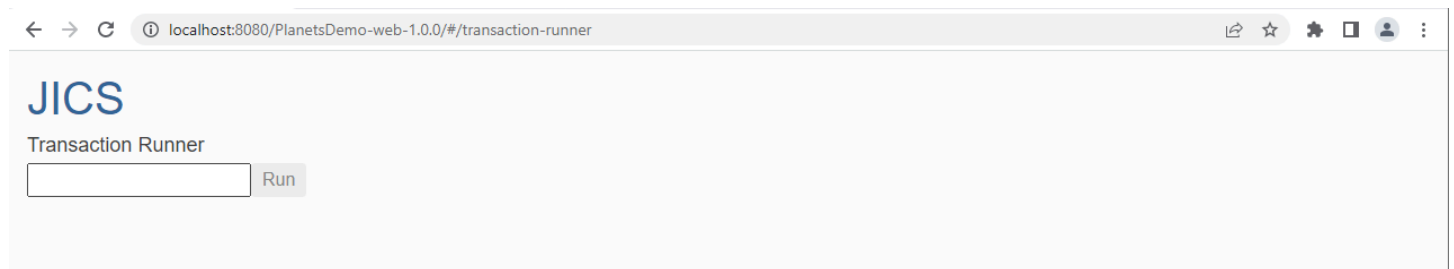 localhost:8080/PlanetsDemo-web-1.0.0/#/transaction-runner
JICS
Transaction Runner
Run